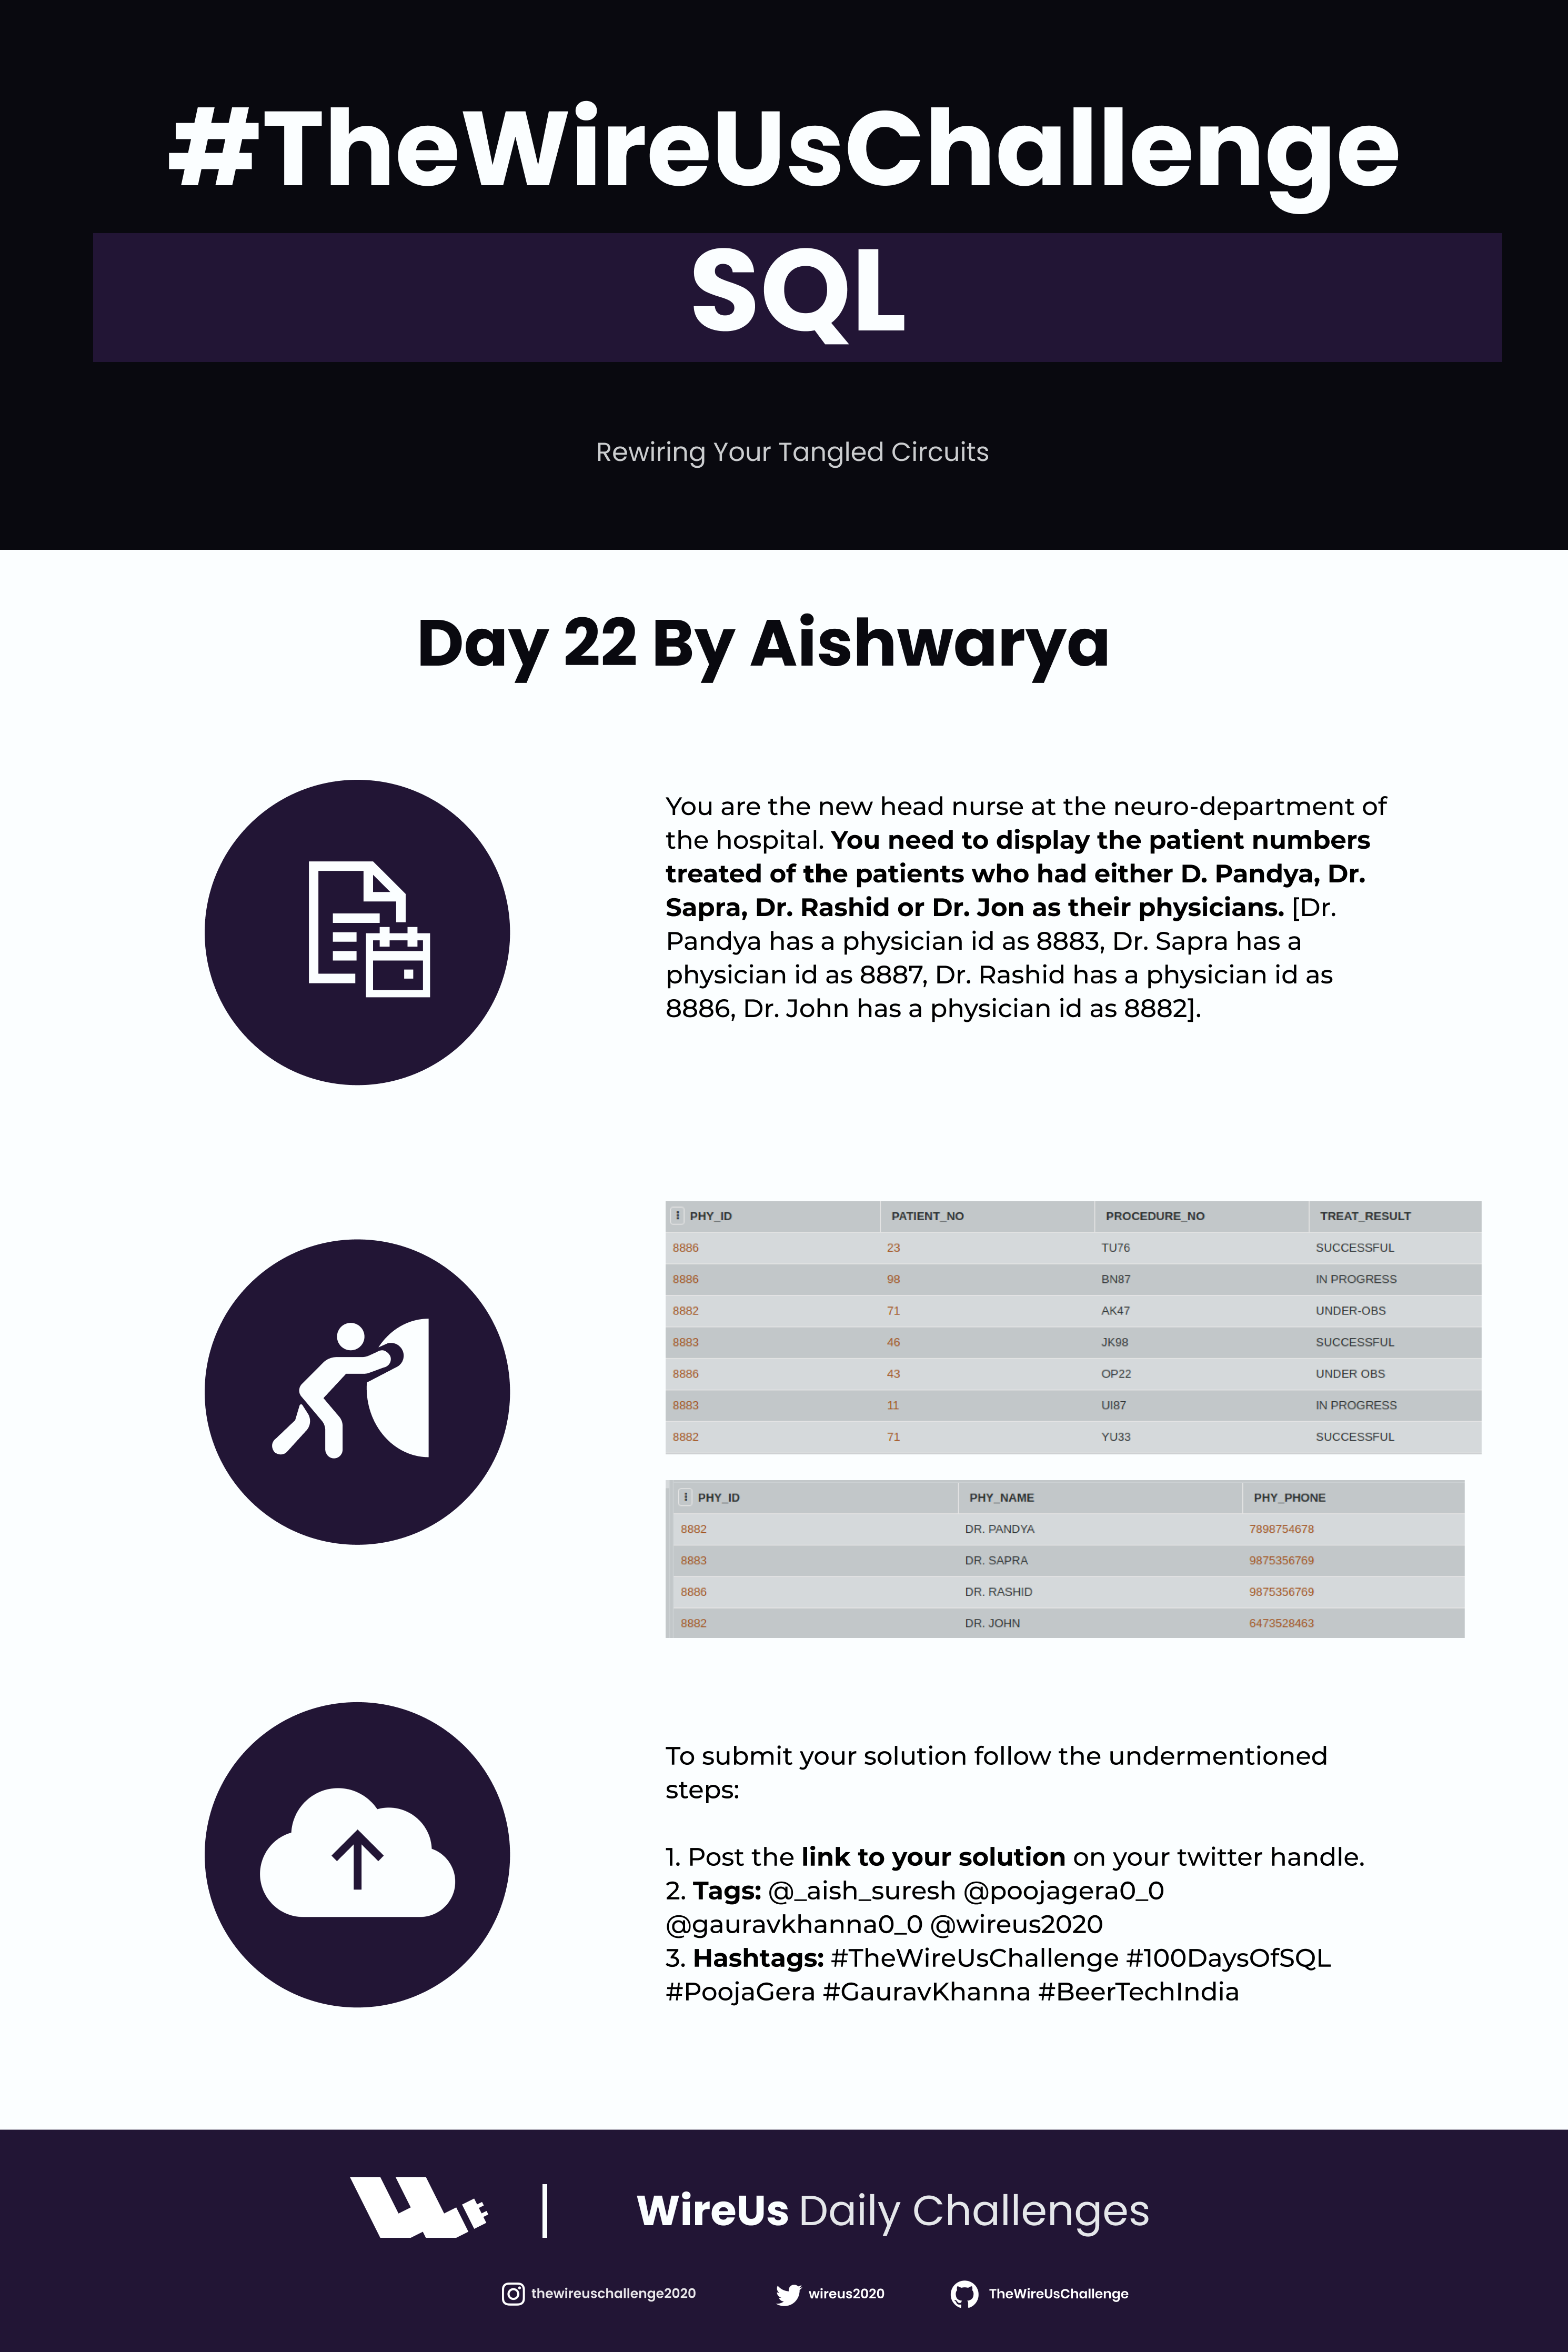 #TheWireUsChallenge
SQL
Rewiring Your Tangled Circuits
Day 22 By Aishwarya
You are the new head nurse at the neuro-department of
the hospital. You need to display the patient numbers
treated of the patients who had either D. Pandya, Dr.
Sapra, Dr. Rashid or Dr. Jon as their physicians. [Dr.
Pandya has a physician id as 8883, Dr. Sapra has a
physician id as 8887, Dr. Rashid has a physician id as
8886, Dr. John has a physician id as 8882].
PHY_ID PATIENT_NO PROCEDURE_NO TREAT_RESULT
8886 23 TU76 SUCCESSFUL
8886 98 BN87 IN PROGRESS
8882 71 AK47 UNDER-OBS
8883 46 JK98 SUCCESSFUL
8886 43 OP22 UNDER OBS
8883 11 UI87 IN PROGRESS
8882 71 YU33 SUCCESSFUL
PHY_ID PHY_NAME PHY_PHONE
8882 DR. PANDYA 7898754678
8883 DR. SAPRA 9875356769
8886 DR. RASHID 9875356769
8882 DR. JOHN 6473528463
To submit your solution follow the undermentioned
steps:
1. Post the link to your solution on your twitter handle.
2. Tags: @_aish_suresh @poojagera0_0
@gauravkhanna0_0 @wireus2020
3. Hashtags: #TheWireUsChallenge #100DaysOfSQL
#PoojaGera #GauravKhanna #BeerTechIndia
WireUs Daily Challenges
thewireuschallenge2020 wireus2020 TheWireUsChallenge